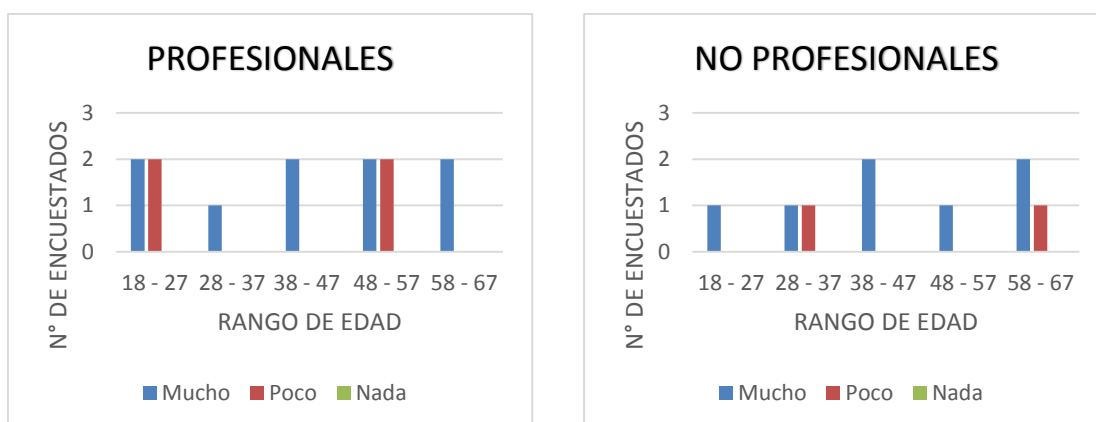 PROFESIONALES
N° DE ENCUESTADOS
3
2
1
0
18 - 27 28 - 37 38 - 47 48 - 57 58 - 67
RANGO DE EDAD
Mucho Poco Nada
NO PROFESIONALES
N° DE ENCUESTADOS
3
2
1
0
18 - 27 28 - 37 38 - 47 48 - 57 58 - 67
RANGO DE EDAD
Mucho Poco Nada